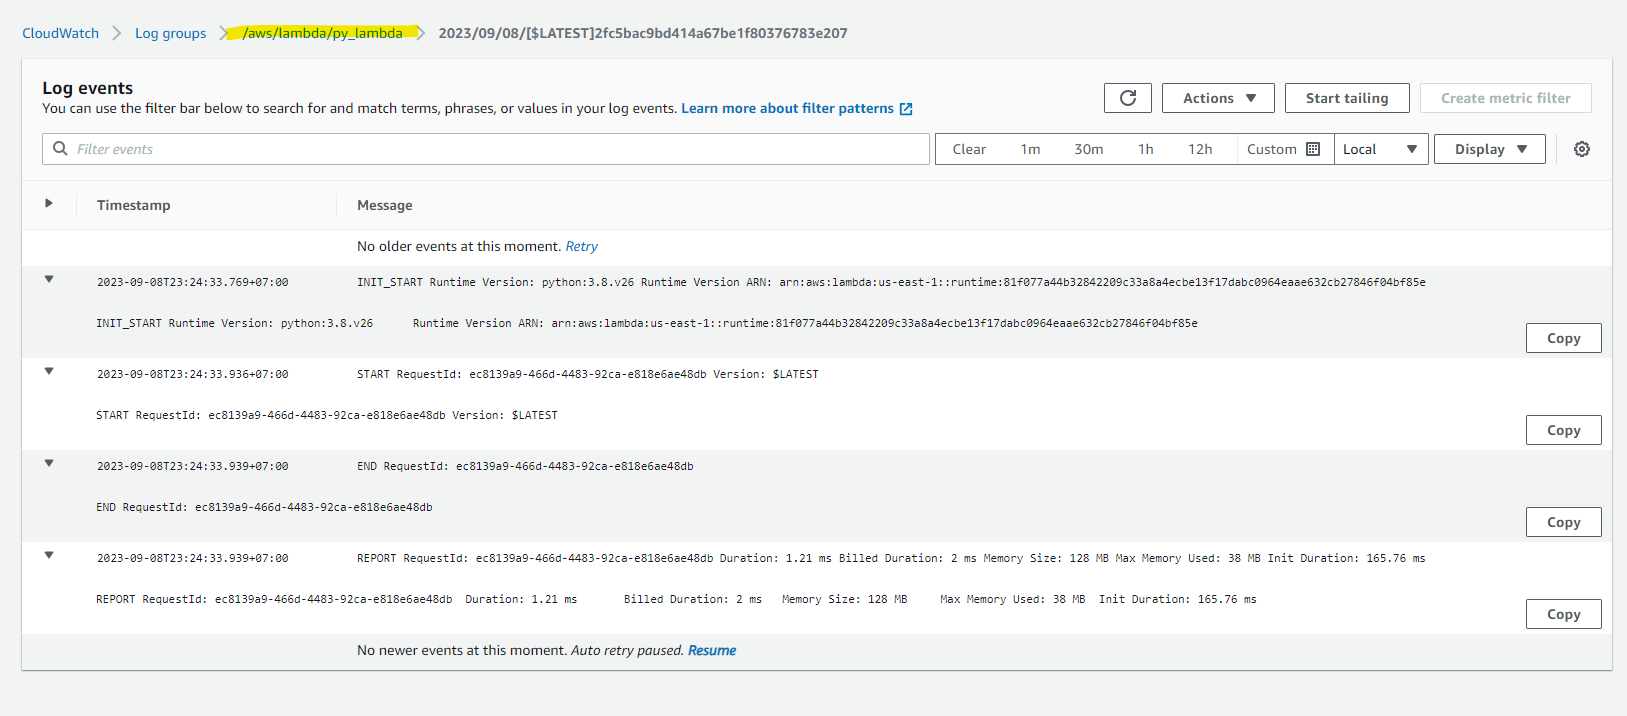 CloudWatch > Log groups > /aws/lambda/py_lambda > 2023/09/08/[$LATEST]2fc5bac9bd414a67be1f80376783e207
Log events
You can use the filter bar below to search for and match terms, phrases, or values in your log events. Learn more about filter patterns
Actions Start tailing Create metric filter
Filter events Clear 1m 30m 1h 12h Custom Local Display
Timestamp Message
No older events at this moment. Retry
2023-09-08T23:24:33.769+07:00 INIT_START Runtime Version: python:3.8.v26 Runtime Version ARN: arn:aws:lambda:us-east-1::runtime:81f077a44b32842209c33a8a4ecbe13f17dabc0964eaae632cb27846f04bf85e
INIT_START Runtime Version: python:3.8.v26 Runtime Version ARN: arn:aws:lambda:us-east-1::runtime:81f077a44b32842209c33a8a4ecbe13f17dabc0964eaae632cb27846f04bf85e
Copy
2023-09-08T23:24:33.936+07:00 START RequestId: ec8139a9-466d-4483-92ca-e818e6ae48db Version: $LATEST
START RequestId: ec8139a9-466d-4483-92ca-e818e6ae48db Version: $LATEST
Copy
2023-09-08T23:24:33.939+07:00 END RequestId: ec8139a9-466d-4483-92ca-e818e6ae48db
END RequestId: ec8139a9-466d-4483-92ca-e818e6ae48db
Copy
2023-09-08T23:24:33.939+07:00 REPORT RequestId: ec8139a9-466d-4483-92ca-e818e6ae48db Duration: 1.21 ms Billed Duration: 2 ms Memory Size: 128 MB Max Memory Used: 38 MB Init Duration: 165.76 ms
REPORT RequestId: ec8139a9-466d-4483-92ca-e818e6ae48db Duration: 1.21 ms Billed Duration: 2 ms Memory Size: 128 MB Max Memory Used: 38 MB Init Duration: 165.76 ms
Copy
No newer events at this moment. Auto retry paused. Resume